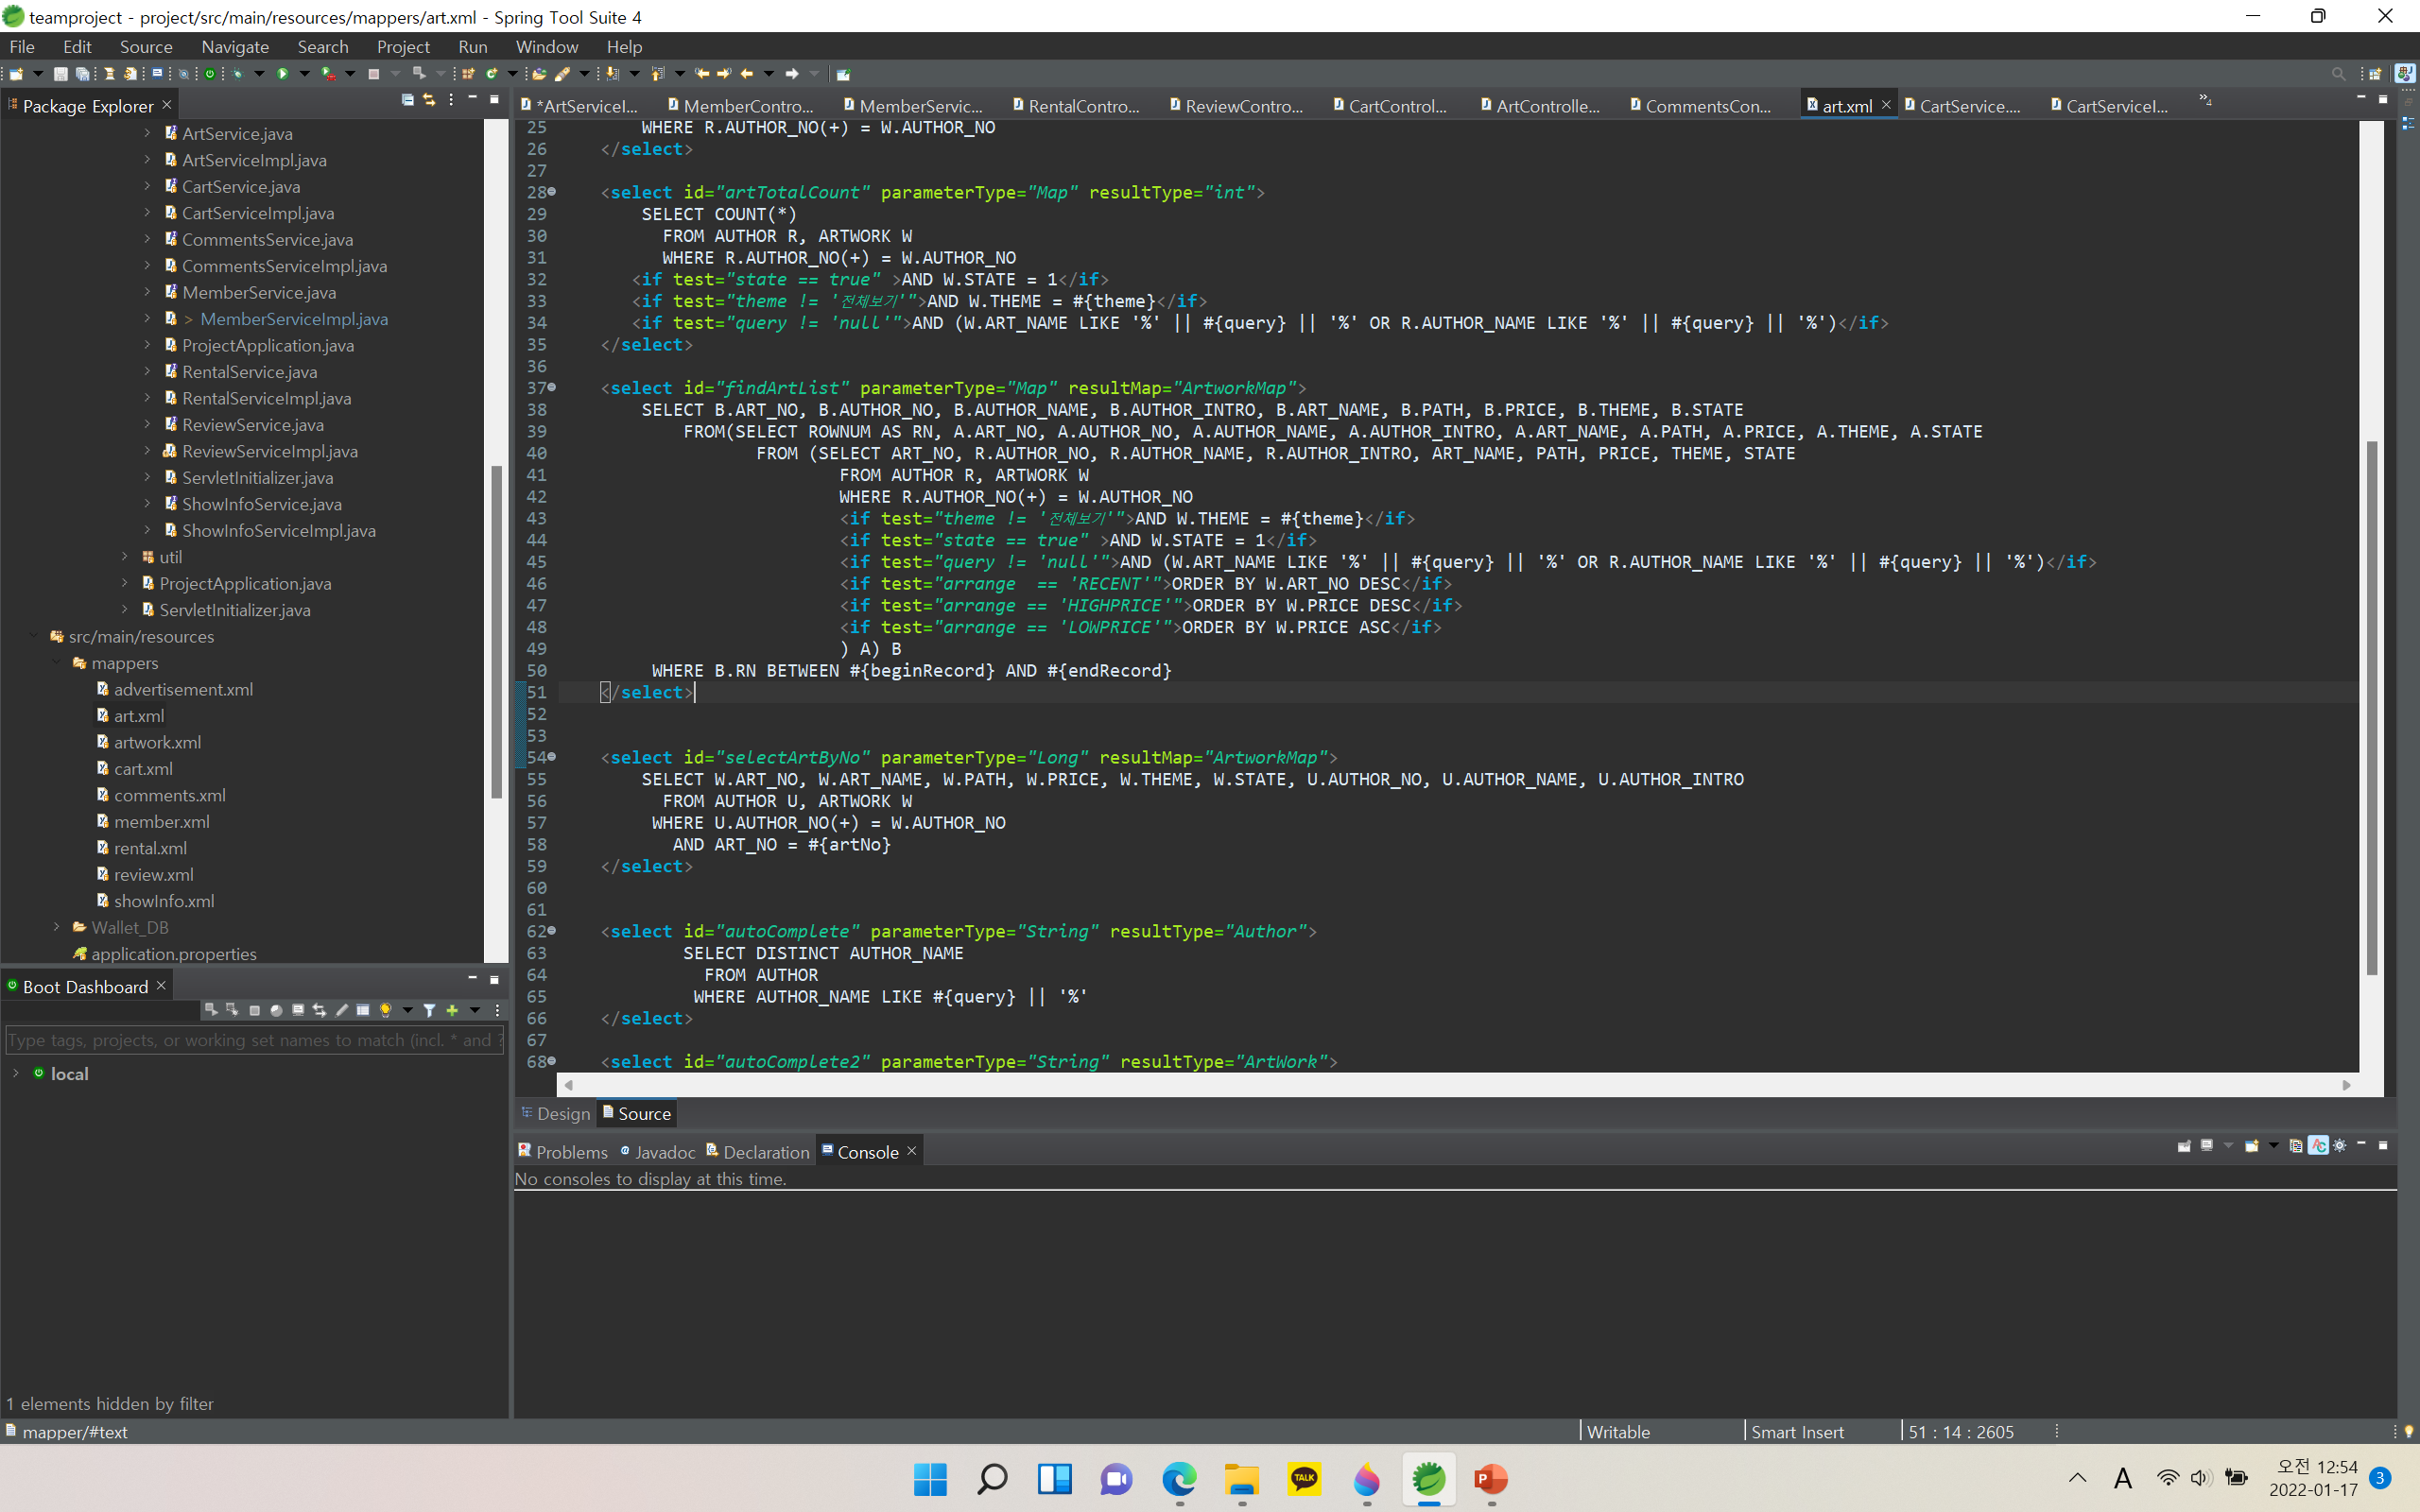 teamproject - project/src/main/resources/mappers/art.xml - Spring Tool Suite 4
File Edit Source Navigate Search Project Run Window Help
Package Explorer
*ArtServiceI... MemberContro... MemberServic... RentalContro... ReviewContro... CartControl... ArtControlle... CommentsCon... art.xml CartService.... CartServiceI... »4
ArtService.java
ArtServiceImpl.java
CartService.java
CartServiceImpl.java
CommentsService.java
CommentsServiceImpl.java
MemberService.java
> MemberServiceImpl.java
ProjectApplication.java
RentalService.java
RentalServiceImpl.java
ReviewService.java
ReviewServiceImpl.java
ServletInitializer.java
ShowInfoService.java
ShowInfoServiceImpl.java
util
ProjectApplication.java
ServletInitializer.java
src/main/resources
mappers
advertisement.xml
art.xml
artwork.xml
cart.xml
comments.xml
member.xml
rental.xml
review.xml
showInfo.xml
Wallet_DB
application.properties
25 WHERE R.AUTHOR_NO(+) = W.AUTHOR_NO
26 </select>
27
28 <select id="artTotalCount" parameterType="Map" resultType="int">
29 SELECT COUNT(*)
30 FROM AUTHOR R, ARTWORK W
31 WHERE R.AUTHOR_NO(+) = W.AUTHOR_NO
32 <if test="state == true" >AND W.STATE = 1</if>
33 <if test="theme != '전체보기'">AND W.THEME = #{theme}</if>
34 <if test="query != 'null'">AND (W.ART_NAME LIKE '%' || #{query} || '%' OR R.AUTHOR_NAME LIKE '%' || #{query} || '%')</if>
35 </select>
36
37 <select id="findArtList" parameterType="Map" resultMap="ArtworkMap">
38 SELECT B.ART_NO, B.AUTHOR_NO, B.AUTHOR_NAME, B.AUTHOR_INTRO, B.ART_NAME, B.PATH, B.PRICE, B.THEME, B.STATE
39 FROM(SELECT ROWNUM AS RN, A.ART_NO, A.AUTHOR_NO, A.AUTHOR_NAME, A.AUTHOR_INTRO, A.ART_NAME, A.PATH, A.PRICE, A.THEME, A.STATE
40 FROM (SELECT ART_NO, R.AUTHOR_NO, R.AUTHOR_NAME, R.AUTHOR_INTRO, ART_NAME, PATH, PRICE, THEME, STATE
41 FROM AUTHOR R, ARTWORK W
42 WHERE R.AUTHOR_NO(+) = W.AUTHOR_NO
43 <if test="theme != '전체보기'">AND W.THEME = #{theme}</if>
44 <if test="state == true" >AND W.STATE = 1</if>
45 <if test="query != 'null'">AND (W.ART_NAME LIKE '%' || #{query} || '%' OR R.AUTHOR_NAME LIKE '%' || #{query} || '%')</if>
46 <if test="arrange  == 'RECENT'">ORDER BY W.ART_NO DESC</if>
47 <if test="arrange == 'HIGHPRICE'">ORDER BY W.PRICE DESC</if>
48 <if test="arrange == 'LOWPRICE'">ORDER BY W.PRICE ASC</if>
49 ) A) B
50 WHERE B.RN BETWEEN #{beginRecord} AND #{endRecord}
51 </select>
52
53
54 <select id="selectArtByNo" parameterType="Long" resultMap="ArtworkMap">
55 SELECT W.ART_NO, W.ART_NAME, W.PATH, W.PRICE, W.THEME, W.STATE, U.AUTHOR_NO, U.AUTHOR_NAME, U.AUTHOR_INTRO
56 FROM AUTHOR U, ARTWORK W
57 WHERE U.AUTHOR_NO(+) = W.AUTHOR_NO
58 AND ART_NO = #{artNo}
59 </select>
60
61
62 <select id="autoComplete" parameterType="String" resultType="Author">
63 SELECT DISTINCT AUTHOR_NAME
64 FROM AUTHOR
65 WHERE AUTHOR_NAME LIKE #{query} || '%'
66 </select>
67
68 <select id="autoComplete2" parameterType="String" resultType="ArtWork">
Design Source
Boot Dashboard
Type tags, projects, or working set names to match (incl. * and ?
local
1 elements hidden by filter
Problems Javadoc Declaration Console
No consoles to display at this time.
mapper/#text
Writable Smart Insert 51 : 14 : 2605
TALK
P
A
오전 12:54
2022-01-17
3